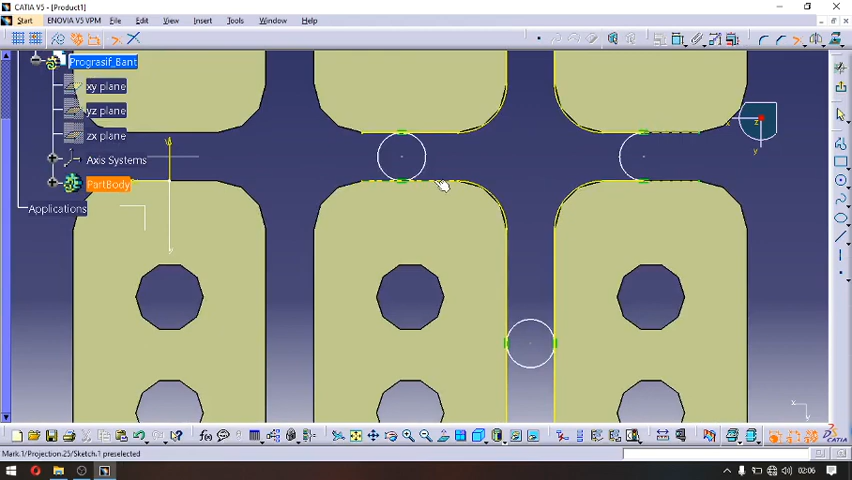 CATIA V5 - [Product1]
Start ENOVIA V5 VPM File Edit View Insert Tools Window Help
Prograsif_Bant
xy plane
yz plane
zx plane
Axis Systems
PartBody
Applications
z
y
x
Mark.1/Projection.25/Sketch.1 preselected
CATIA
02:06